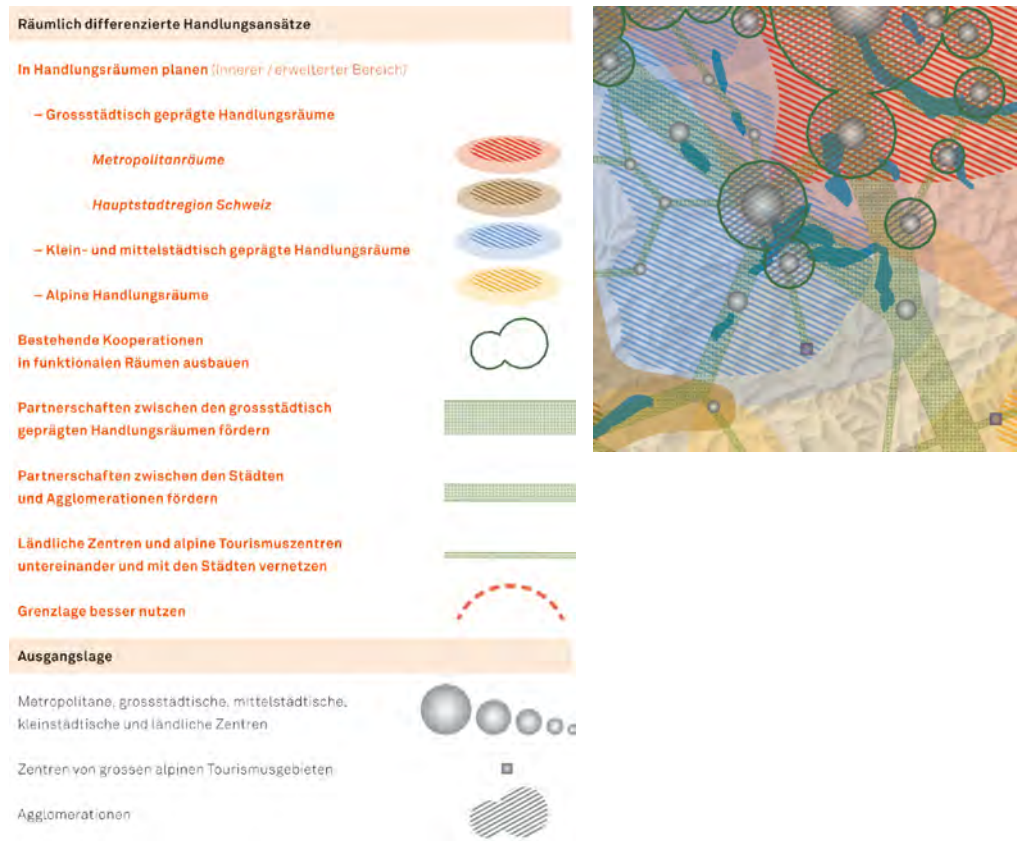 Räumlich differenzierte Handlungsansätze
In Handlungsräumen planen (innerer / erweiterter Bereich)
– Grossstädtisch geprägte Handlungsräume
Metropolitanräume
Hauptstadtregion Schweiz
– Klein- und mittelstädtisch geprägte Handlungsräume
– Alpine Handlungsräume
Bestehende Kooperationen
in funktionalen Räumen ausbauen
Partnerschaften zwischen den grossstädtisch
geprägten Handlungsräumen fördern
Partnerschaften zwischen den Städten
und Agglomerationen fördern
Ländliche Zentren und alpine Tourismuszentren
untereinander und mit den Städten vernetzen
Grenzlage besser nutzen
Ausgangslage
Metropolitane, grossstädtische, mittelstädtische,
kleinstädtische und ländliche Zentren
Zentren von grossen alpinen Tourismusgebieten
Agglomerationen